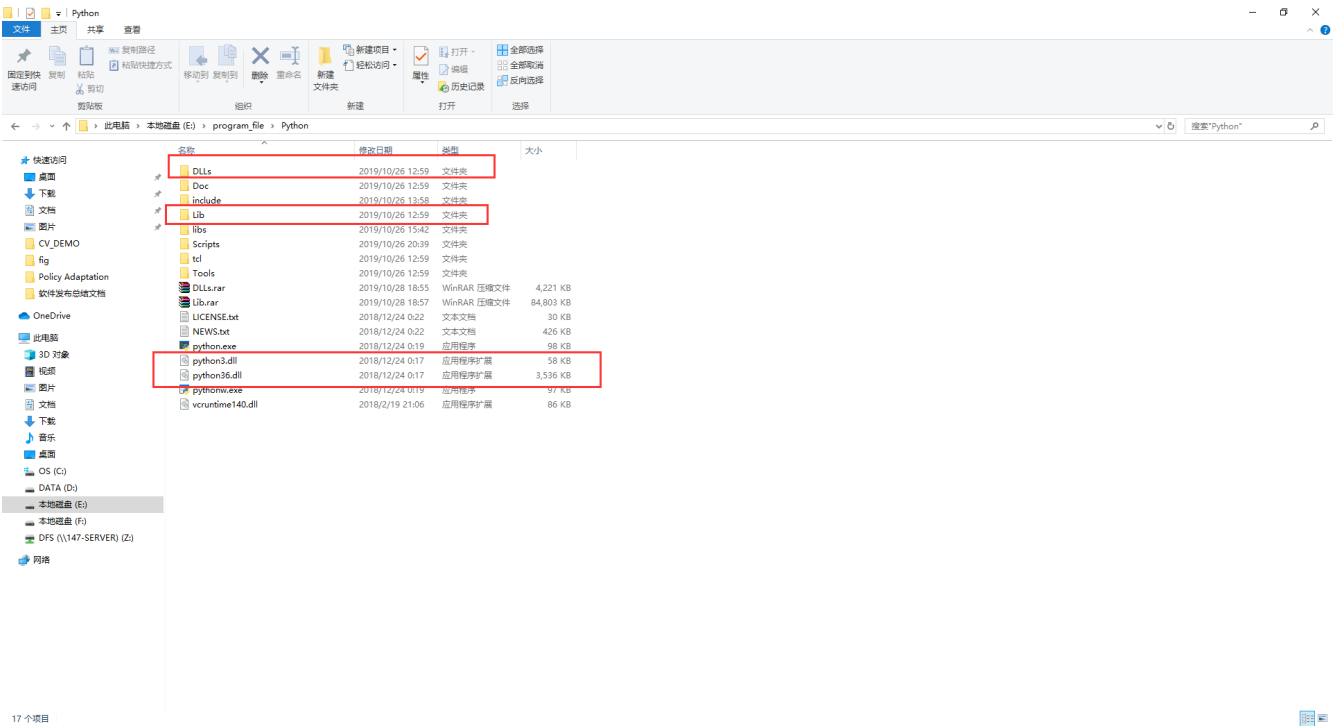 Python
文件 主页 共享 查看
固定到快速访问 复制 粘贴 复制路径 粘贴快捷方式 剪切 移动到 复制到 删除 重命名 新建文件夹 新建项目 轻松访问 属性 打开 编辑 历史记录 全部选择 全部取消 反向选择
剪贴板 组织 新建 打开 选择
此电脑 › 本地磁盘 (E:) › program_file › Python 搜索"Python"
快速访问
桌面
下载
文档
图片
CV_DEMO
fig
Policy Adaptation
软件发布总结文档
OneDrive
此电脑
3D 对象
视频
图片
文档
下载
音乐
桌面
OS (C:)
DATA (D:)
本地磁盘 (E:)
本地磁盘 (F:)
DFS (\\147-SERVER) (Z:)
网络
名称 修改日期 类型 大小
DLLs 2019/10/26 12:59 文件夹
Doc 2019/10/26 12:59 文件夹
include 2019/10/26 13:58 文件夹
Lib 2019/10/26 12:59 文件夹
libs 2019/10/26 15:42 文件夹
Scripts 2019/10/26 20:39 文件夹
tcl 2019/10/26 12:59 文件夹
Tools 2019/10/26 12:59 文件夹
DLLs.rar 2019/10/28 18:55 WinRAR 压缩文件 4,221 KB
Lib.rar 2019/10/28 18:57 WinRAR 压缩文件 84,803 KB
LICENSE.txt 2018/12/24 0:22 文本文档 30 KB
NEWS.txt 2018/12/24 0:22 文本文档 426 KB
python.exe 2018/12/24 0:19 应用程序 98 KB
python3.dll 2018/12/24 0:17 应用程序扩展 58 KB
python36.dll 2018/12/24 0:17 应用程序扩展 3,536 KB
pythonw.exe 2018/12/24 0:19 应用程序 97 KB
vcruntime140.dll 2018/2/19 21:06 应用程序扩展 86 KB
17 个项目